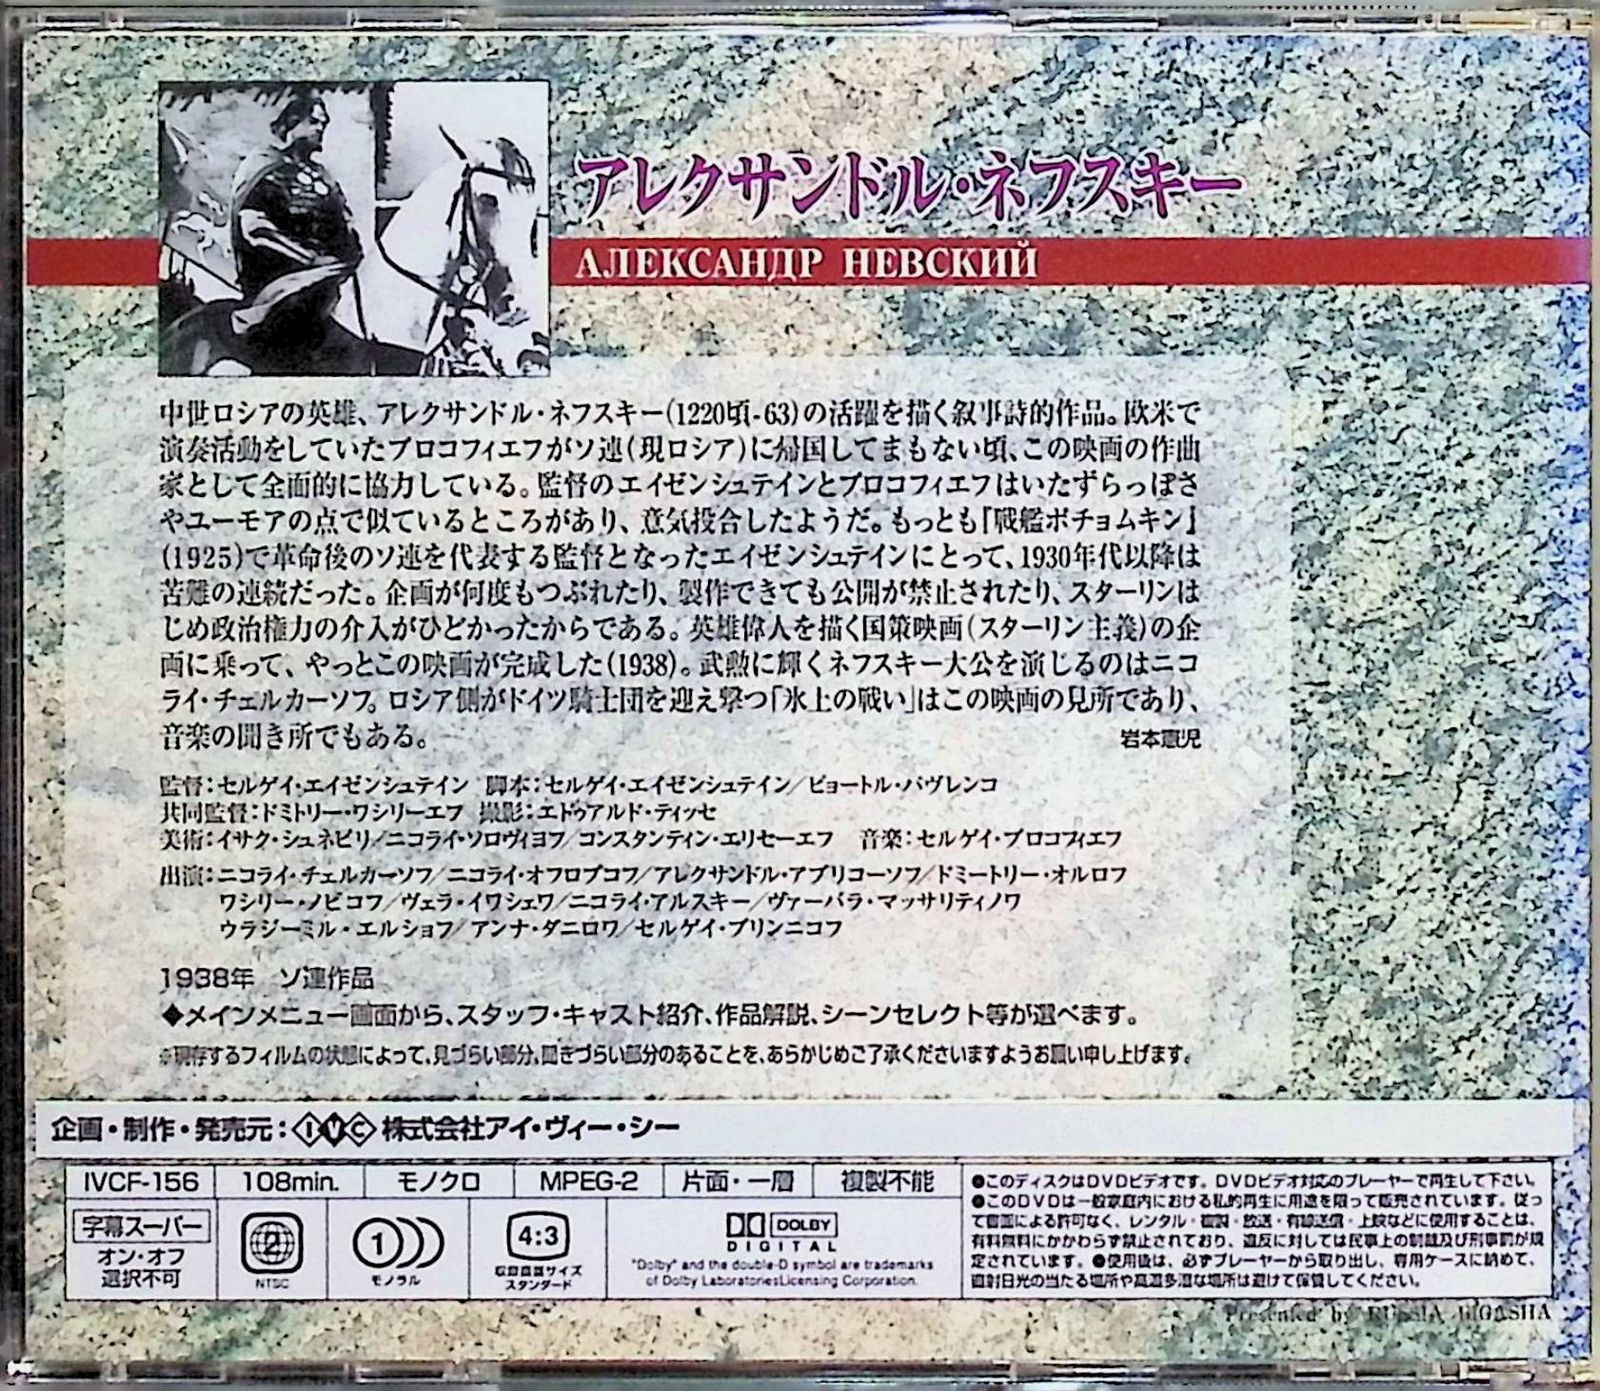 アレクサンドル・ネフスキー
АЛЕКСАНДР НЕВСКИЙ
中世ロシアの英雄、アレクサンドル・ネフスキー(1220頃-63)の活躍を描く叙事詩的作品。欧米で
演奏活動をしていたプロコフィエフがソ連(現ロシア)に帰国してまもない頃、この映画の作曲
家として全面的に協力している。監督のエイゼンシュテインとプロコフィエフはいたずらっぽさ
やユーモアの点で似ているところがあり、意気投合したようだ。もっとも『戦艦ポチョムキン』
(1925)で革命後のソ連を代表する監督となったエイゼンシュテインにとって、1930年代以降は
苦難の連続だった。企画が何度もつぶれたり、製作できても公開が禁止されたり、スターリンは
じめ政治権力の介入がひどかったからである。英雄偉人を描く国策映画(スターリン主義)の企
画に乗って、やっとこの映画が完成した(1938)。武勲に輝くネフスキー大公を演じるのはニコ
ライ・チェルカーソフ。ロシア側がドイツ騎士団を迎え撃つ「氷上の戦い」はこの映画の見所であり、
音楽の聞き所でもある。 岩本憲児
監督:セルゲイ・エイゼンシュテイン 脚本:セルゲイ・エイゼンシュテイン/ピョートル・パヴレンコ
共同監督:ドミトリー・ワシリーエフ 撮影:エドゥアルド・ティッセ
美術:イサク・シュネピリ/ニコライ・ソロヴィヨフ/コンスタンティン・エリセーエフ 音楽:セルゲイ・プロコフィエフ
出演:ニコライ・チェルカーソフ/ニコライ・オフロプコフ/アレクサンドル・アブリコーソフ/ドミートリー・オルロフ
ワシリー・ノビコフ/ヴェラ・イワシェワ/ニコライ・アルスキー/ヴァーバラ・マッサリティノワ
ウラジーミル・エルショフ/アンナ・ダニロワ/セルゲイ・ブリンニコフ
1938年 ソ連作品
◆メインメニュー画面から、スタッフ・キャスト紹介、作品解説、シーンセレクト等が選べます。
※現存するフィルムの状態によって、見づらい部分、聞きづらい部分のあることを、あらかじめご了承くださいますようお願い申し上げます。
企画・制作・発売元:IVC株式会社アイ・ヴィー・シー
IVCF-156 108min. モノクロ MPEG-2 片面・一層 複製不能
字幕スーパー
オン・オフ
選択不可
2
NTSC
1
モノラル
4:3
収録画面サイズ
スタンダード
DOLBY
DIGITAL
"Dolby" and the double-D symbol are trademarks
of Dolby LaboratoriesLicensing Corporation.
●このディスクはDVDビデオです。DVDビデオ対応のプレーヤーで再生して下さい。
●このDVDは一般家庭内における私的再生に用途を限って販売されています。従っ
て書面による許可なく、レンタル・複製・放送・有線送信・上映などに使用することは、
有料無料にかかわらず禁止されており、違反に対しては民事上の制裁及び刑事罰が規
定されています。●使用後は、必ずプレーヤーから取り出し、専用ケースに納めて、
直射日光の当たる場所や高温多湿な場所は避けて保管してください。
Presented by RUSSIA EIGASHA